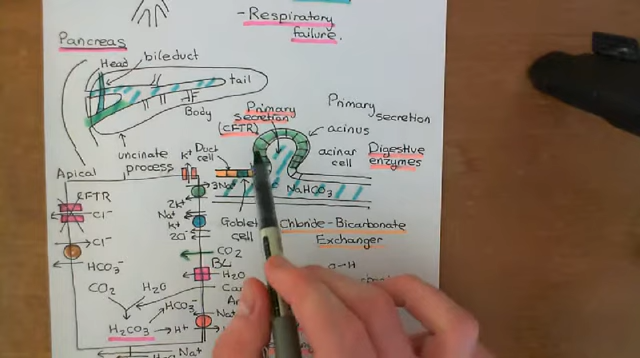 -Respiratory
failure.
Pancreas
Head
bileduct
tail
Body
uncinate process
Primary
secretion
(CFTR)
Primary
secretion
acinus
acinar
cell
Digestive
enzymes
Duct
cell
NaHCO₃
Goblet
cell
Chloride-Bicarbonate
Exchanger
Apical
K⁺
3Na⁺
2K⁺
Na⁺
K⁺
2Cl⁻
CFTR
Cl⁻
Cl⁻
HCO₃⁻
CO₂
BL
H₂O
CO₂
H₂O
HCO₃⁻
H₂CO₃
H⁺
Na⁺
Na⁺